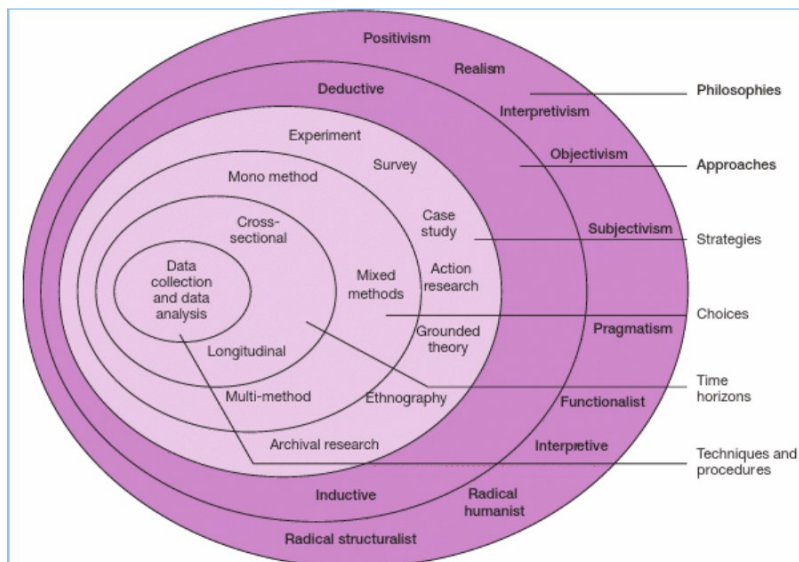 Positivism
Realism
Deductive
Philosophies
Interpretivism
Experiment
Objectivism
Survey
Approaches
Mono method
Case
study
Cross-
sectional
Subjectivism
Strategies
Data
collection
and data
analysis
Mixed
methods
Action
research
Choices
Pragmatism
Grounded
theory
Longitudinal
Time
horizons
Multi-method
Ethnography
Functionalist
Archival research
Interpretive
Techniques and
procedures
Inductive
Radical
humanist
Radical structuralist